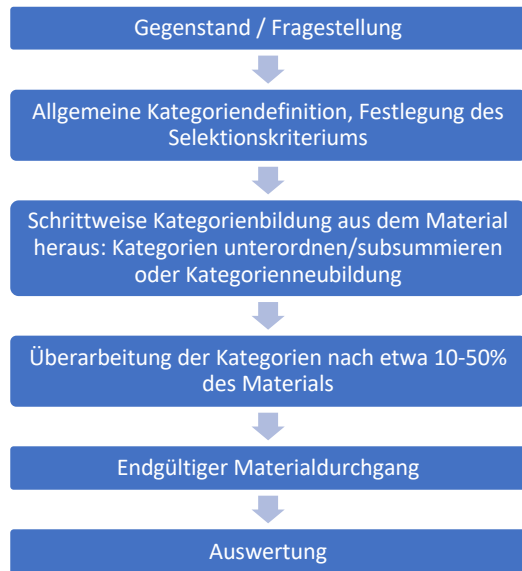 Gegenstand / Fragestellung
Allgemeine Kategoriendefinition, Festlegung des
Selektionskriteriums
Schrittweise Kategorienbildung aus dem Material
heraus: Kategorien unterordnen/subsummieren
oder Kategorienneubildung
Überarbeitung der Kategorien nach etwa 10-50%
des Materials
Endgültiger Materialdurchgang
Auswertung